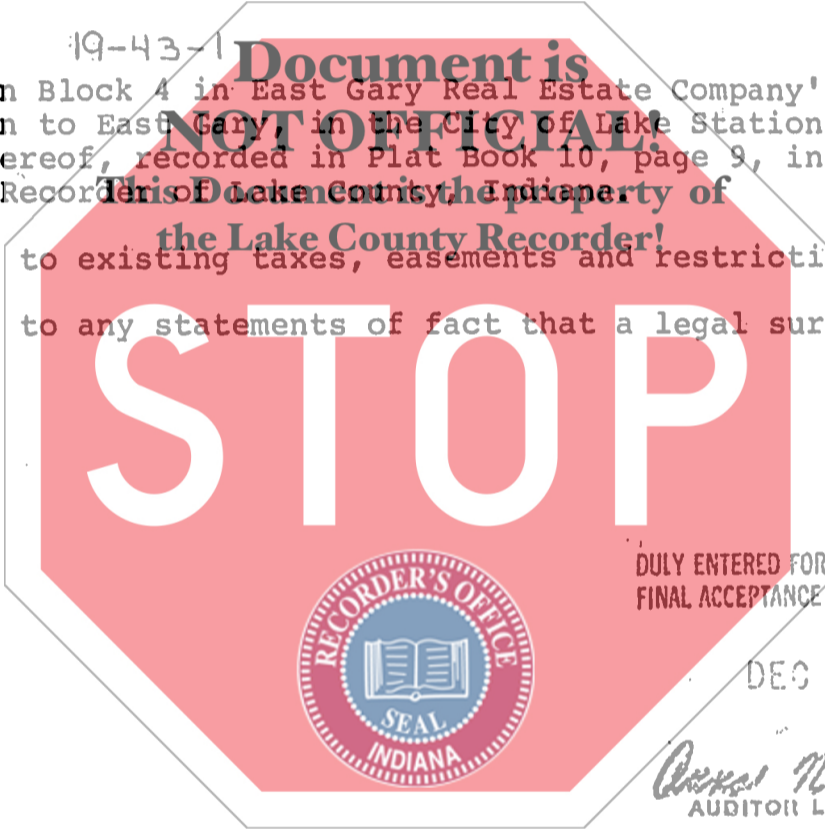 19-43-1
Document is
n Block 4 in East Gary Real Estate Company'
NOT OFFICIAL!
n to East Gary, in the City of Lake Station
ereof, recorded in Plat Book 10, page 9, in
This Document is the property of
Recorder of Lake County, Indiana.
the Lake County Recorder!
to existing taxes, easements and restricti
to any statements of fact that a legal sur
STOP
DULY ENTERED FOR
FINAL ACCEPTANCE
RECORDER'S OFFICE
SEAL
INDIANA
DEC
AUDITOR L